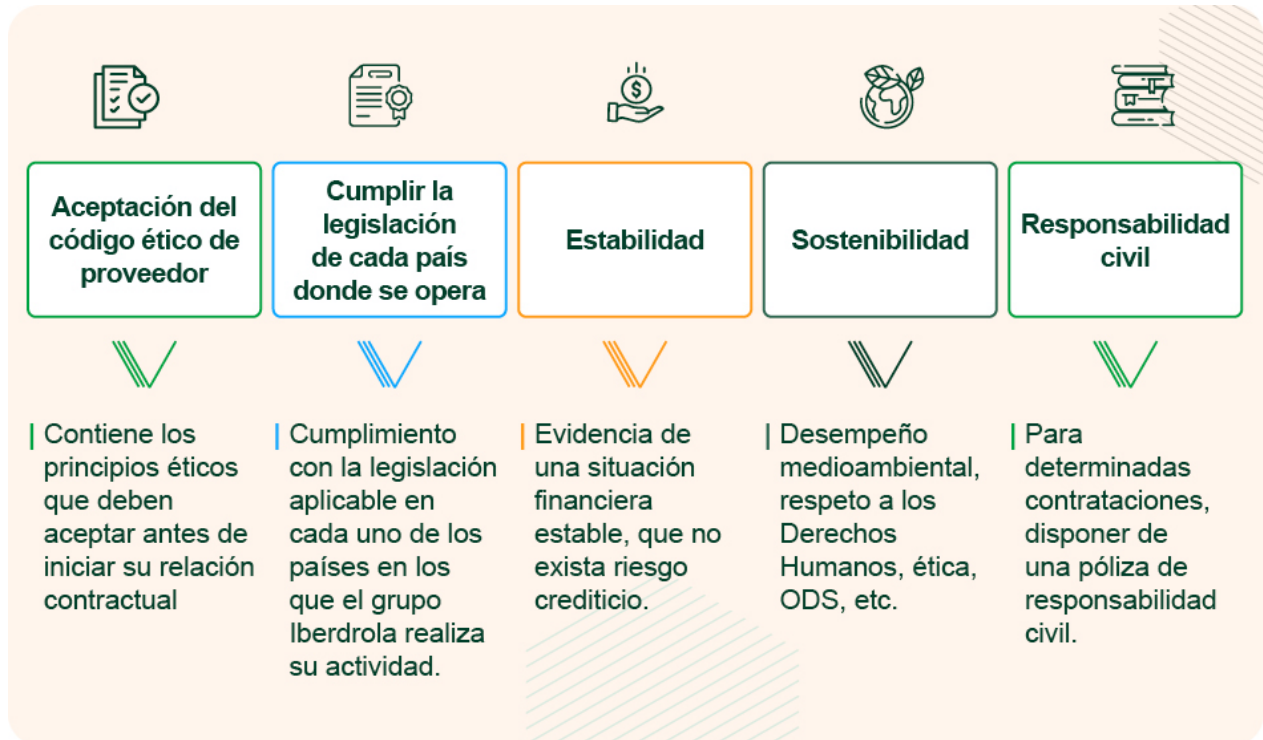 Aceptación del
código ético de
proveedor
Cumplir la
legislación
de cada país
donde se opera
Estabilidad
Sostenibilidad
Responsabilidad
civil
| Contiene los
principios éticos
que deben
aceptar antes de
iniciar su relación
contractual
| Cumplimiento
con la legislación
aplicable en
cada uno de los
países en los
que el grupo
Iberdrola realiza
su actividad.
| Evidencia de
una situación
financiera
estable, que no
exista riesgo
crediticio.
| Desempeño
medioambiental,
respeto a los
Derechos
Humanos, ética,
ODS, etc.
| Para
determinadas
contrataciones,
disponer de
una póliza de
responsabilidad
civil.